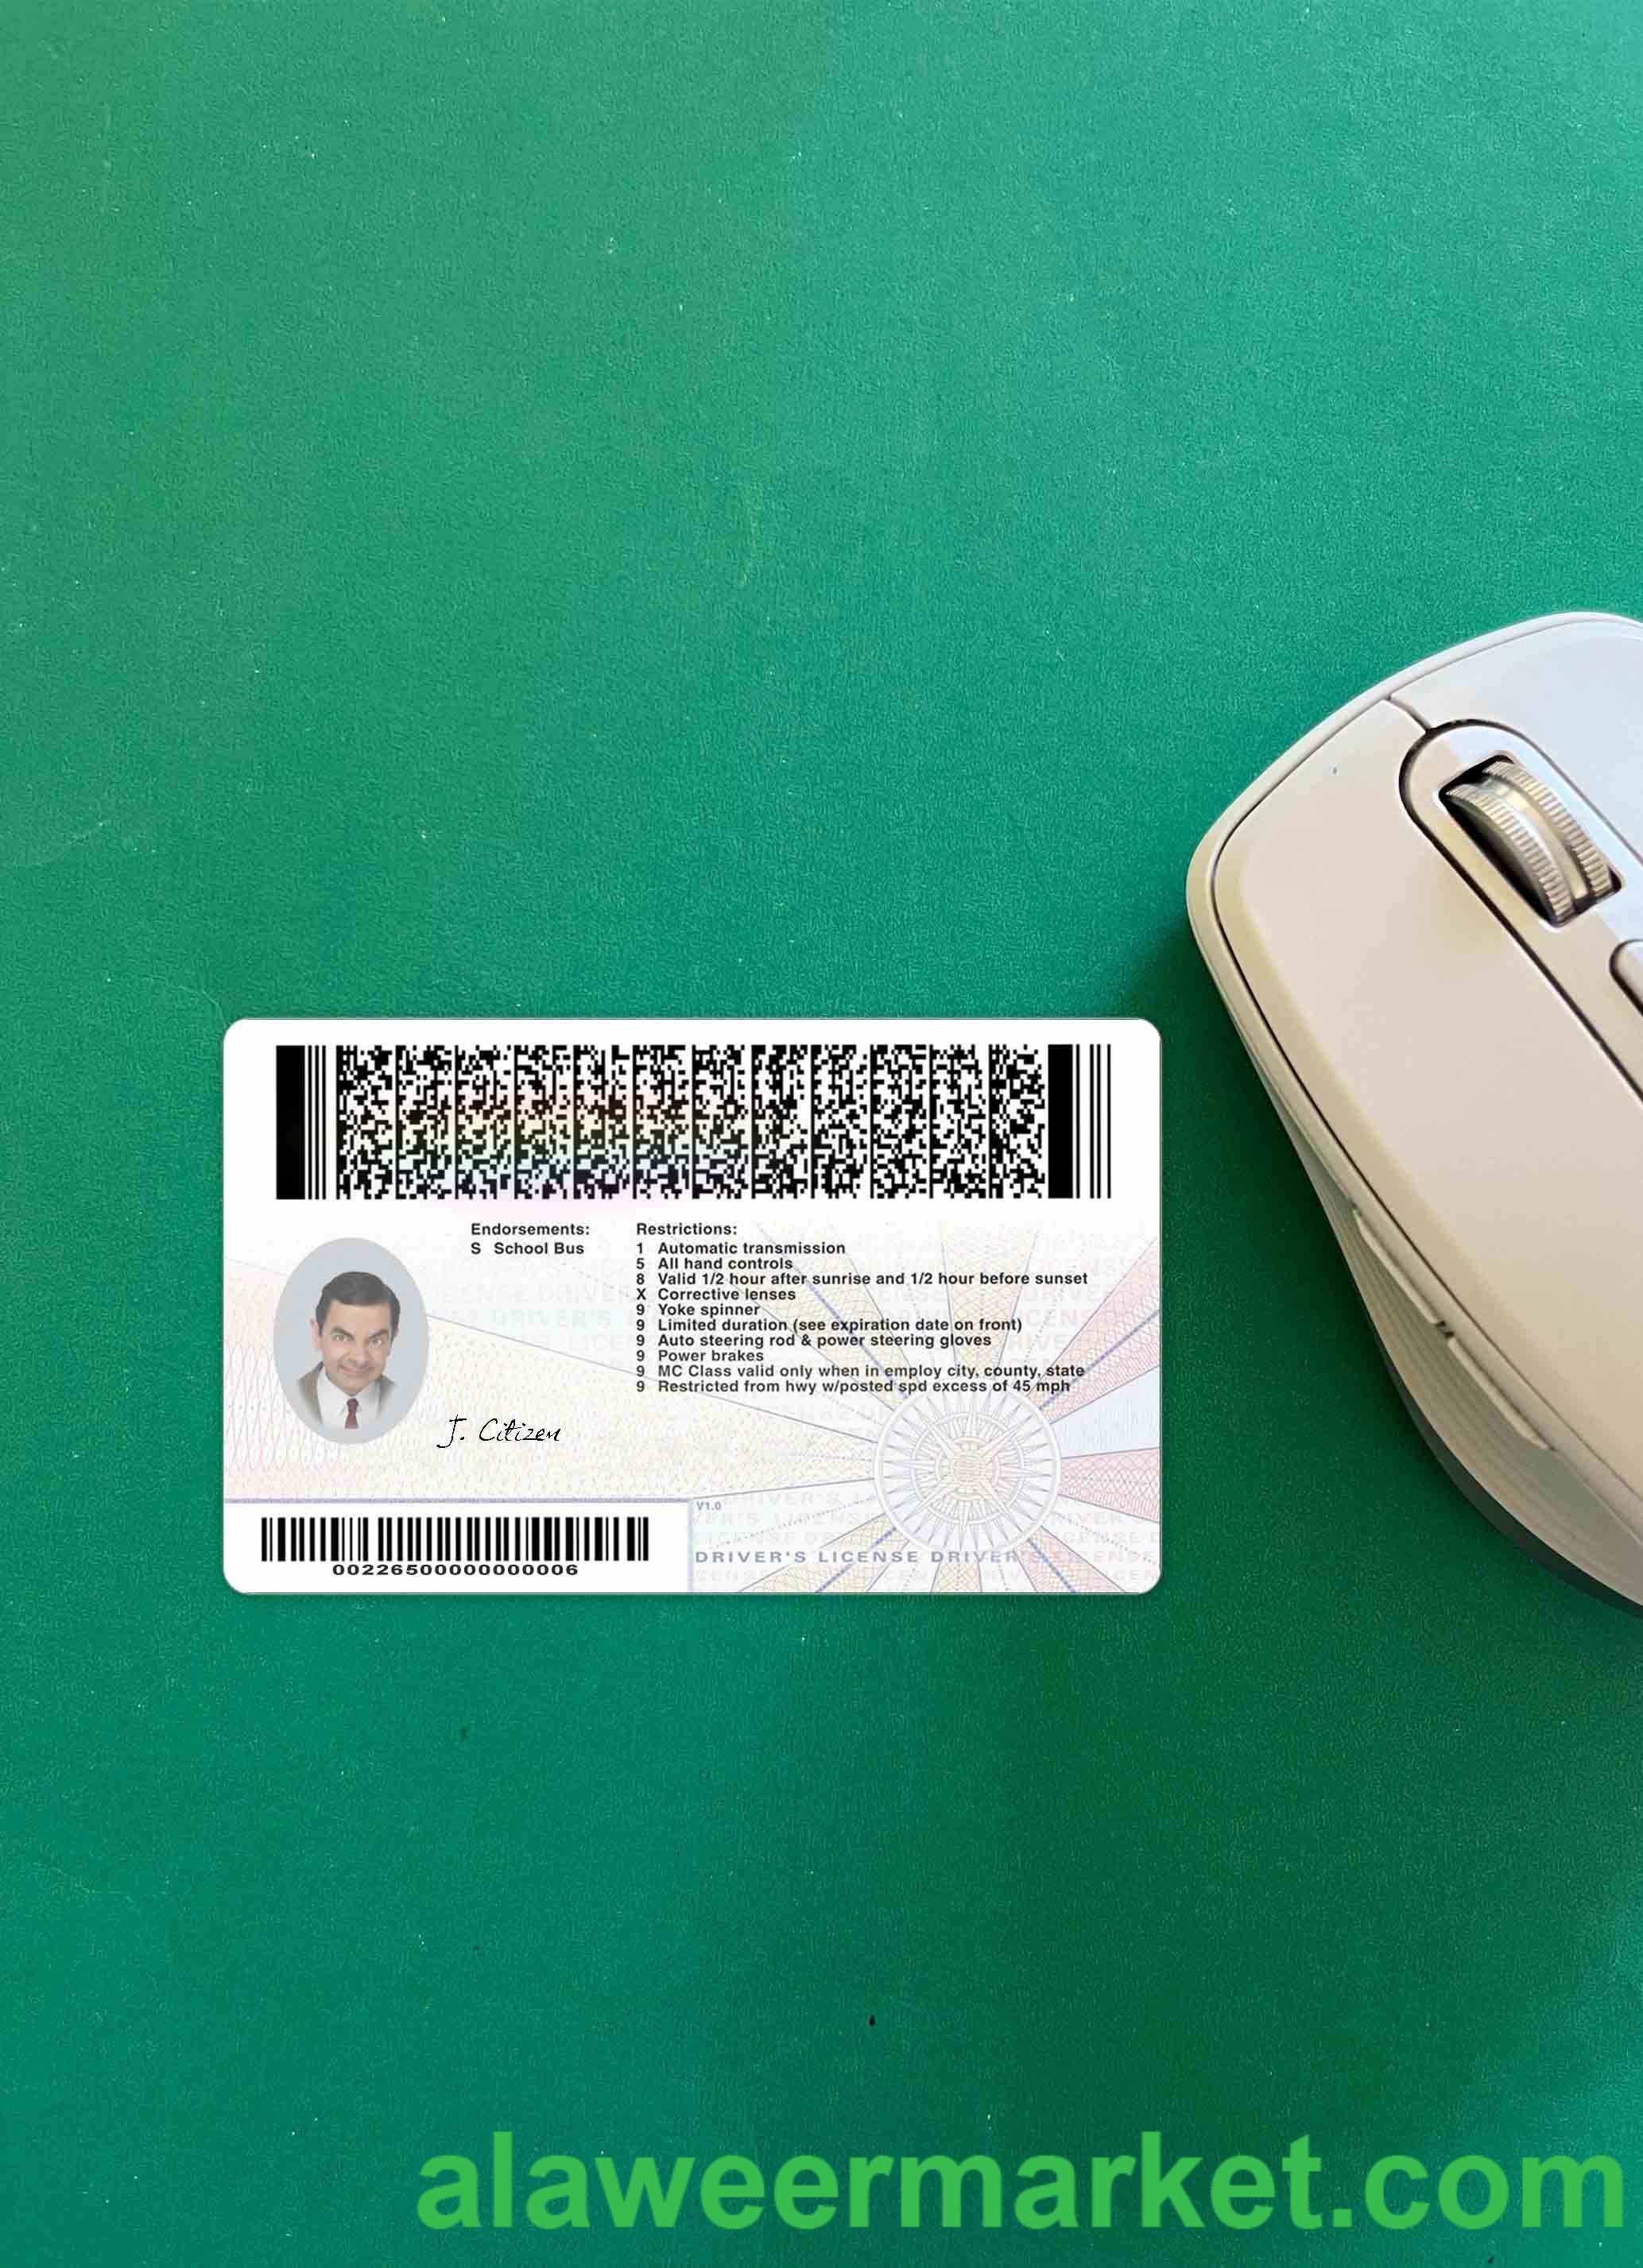 Endorsements:
S School Bus
Restrictions:
1 Automatic transmission
5 All hand controls
8 Valid 1/2 hour after sunrise and 1/2 hour before sunset
X Corrective lenses
9 Yoke spinner
9 Limited duration (see expiration date on front)
9 Auto steering rod & power steering gloves
9 Power brakes
9 MC Class valid only when in employ city, county, state
9 Restricted from hwy w/posted spd excess of 45 mph
J. Citizen
V1.0
DRIVER'S LICENSE DRIVER'S LICENSE
00226500000000006
alaweermarket.com